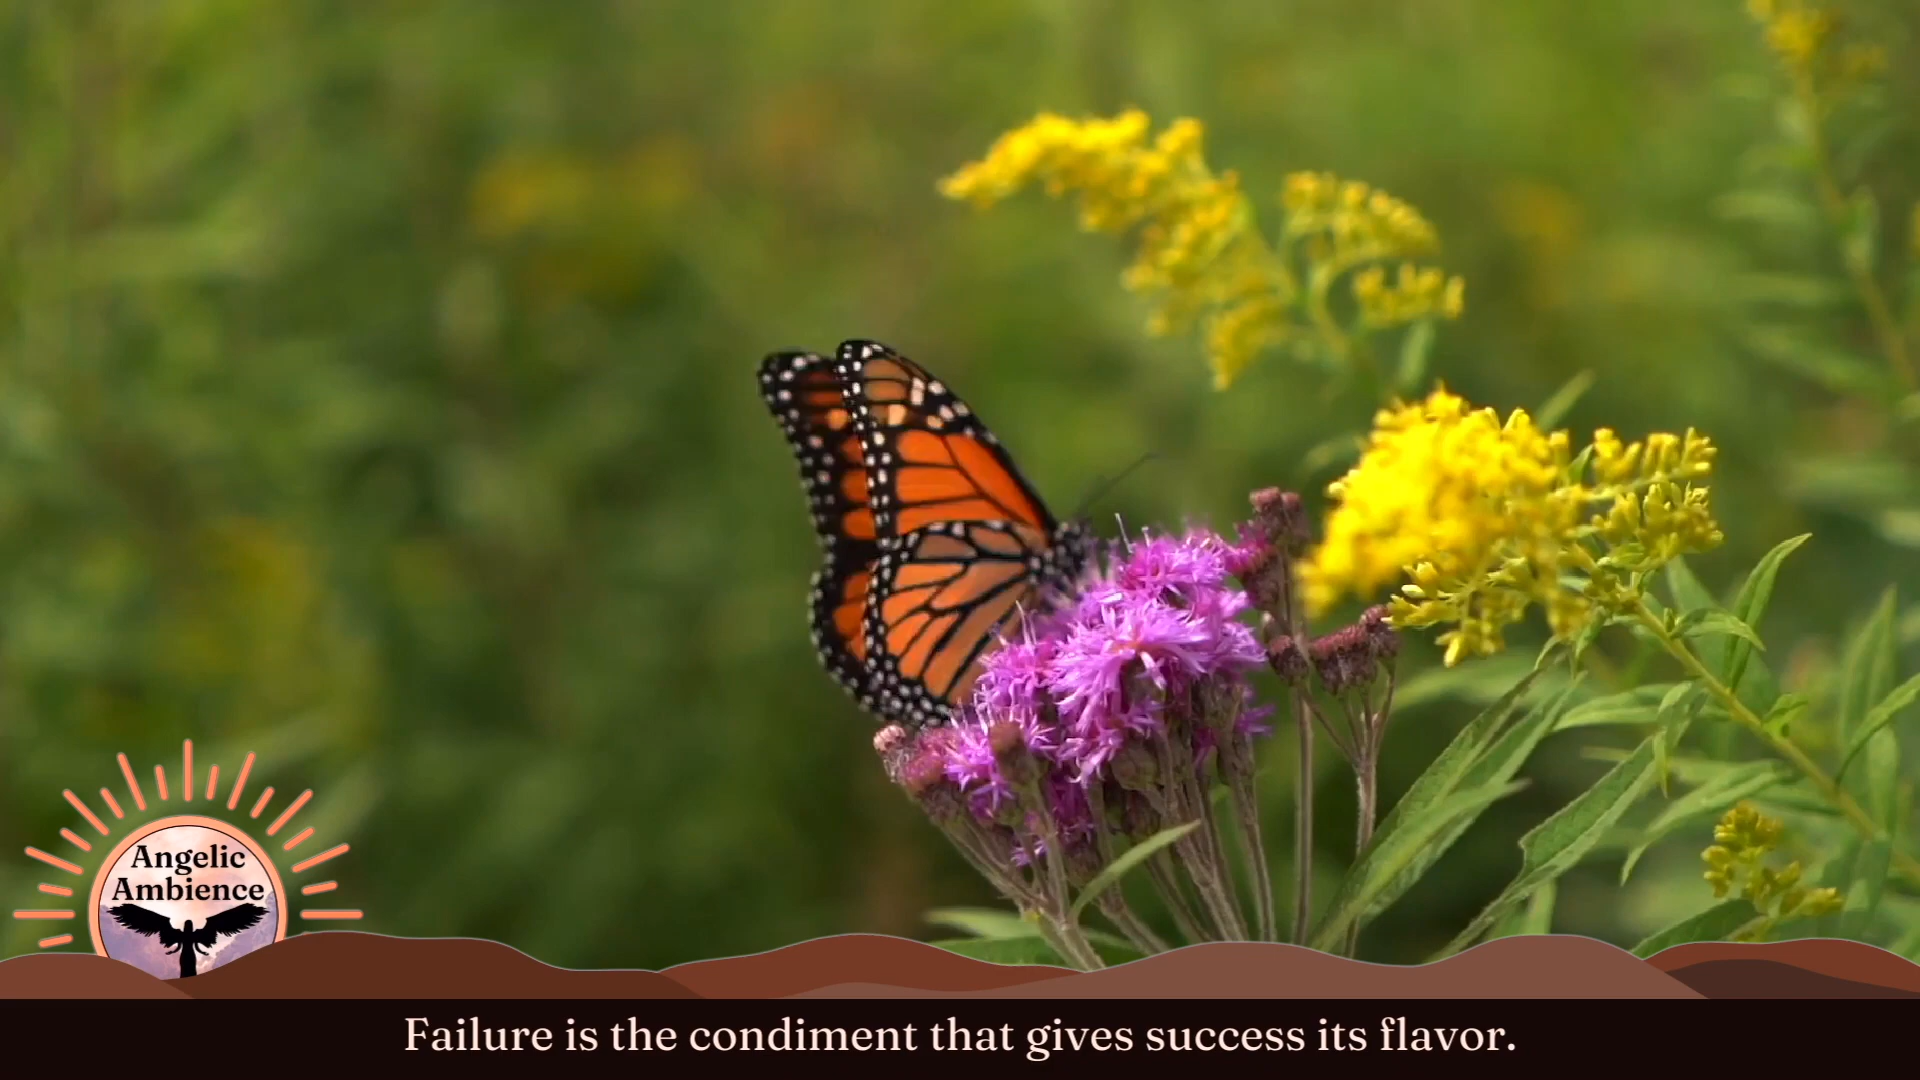 Angelic
Ambience
Failure is the condiment that gives success its flavor.